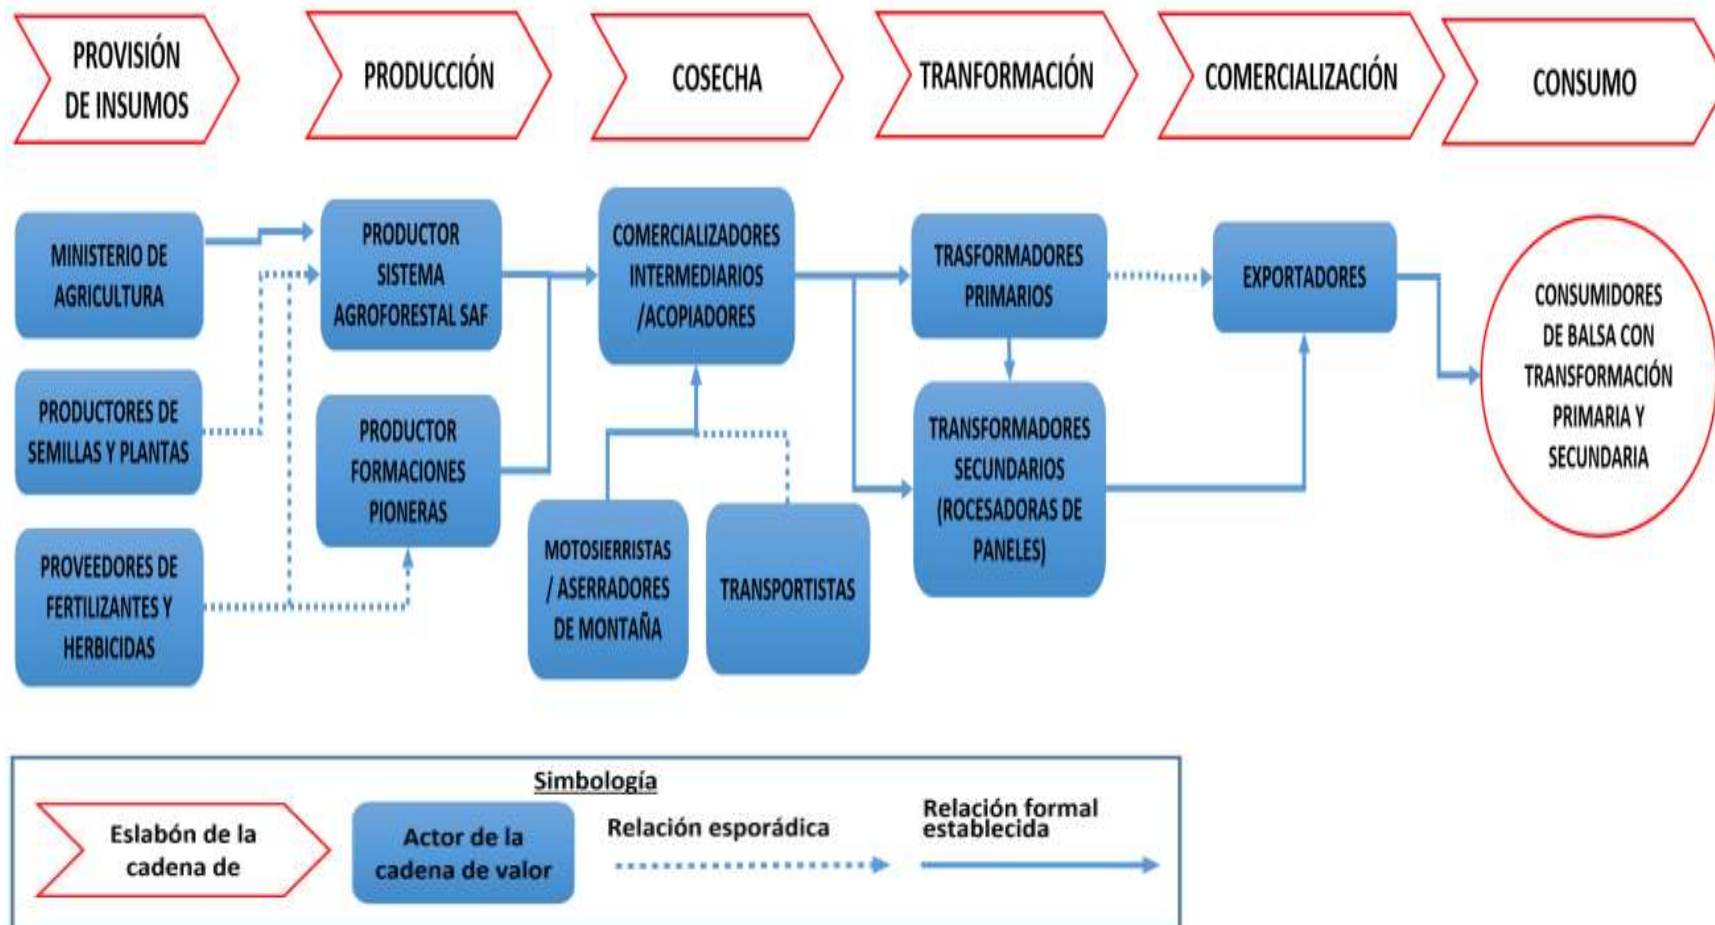 PROVISIÓN
DE INSUMOS
PRODUCCIÓN
COSECHA
TRANFORMACIÓN
COMERCIALIZACIÓN
CONSUMO
MINISTERIO DE
AGRICULTURA
PRODUCTORES DE
SEMILLAS Y PLANTAS
PROVEEDORES DE
FERTILIZANTES Y
HERBICIDAS
PRODUCTOR
SISTEMA
AGROFORESTAL SAF
PRODUCTOR
FORMACIONES
PIONERAS
COMERCIALIZADORES
INTERMEDIARIOS
/ACOPIADORES
MOTOSIERRISTAS
/ ASERRADORES
DE MONTAÑA
TRANSPORTISTAS
TRASFORMADORES
PRIMARIOS
TRANSFORMADORES
SECUNDARIOS
(ROCESADORAS DE
PANELES)
EXPORTADORES
CONSUMIDORES
DE BALSA CON
TRANSFORMACIÓN
PRIMARIA Y
SECUNDARIA
Simbología
Eslabón de la
cadena de
Actor de la
cadena de valor
Relación esporádica
Relación formal
establecida